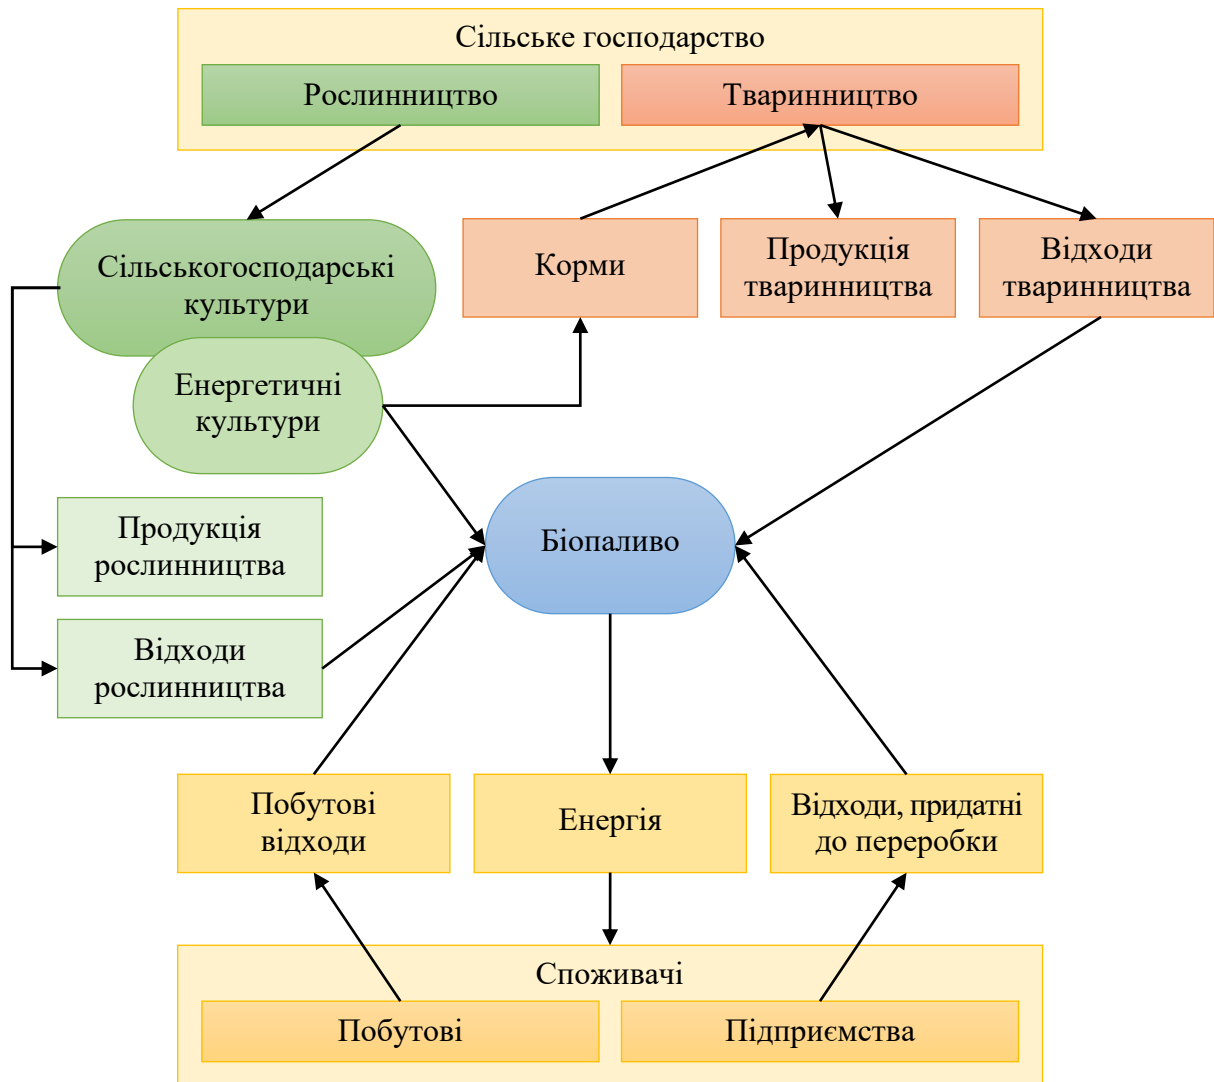 Сільське господарство
Рослинництво
Тваринництво
Сільськогосподарські
культури
Корми
Продукція
тваринництва
Відходи
тваринництва
Енергетичні
культури
Продукція
рослинництва
Біопаливо
Відходи
рослинництва
Побутові
відходи
Енергія
Відходи, придатні
до переробки
Споживачі
Побутові
Підприємства